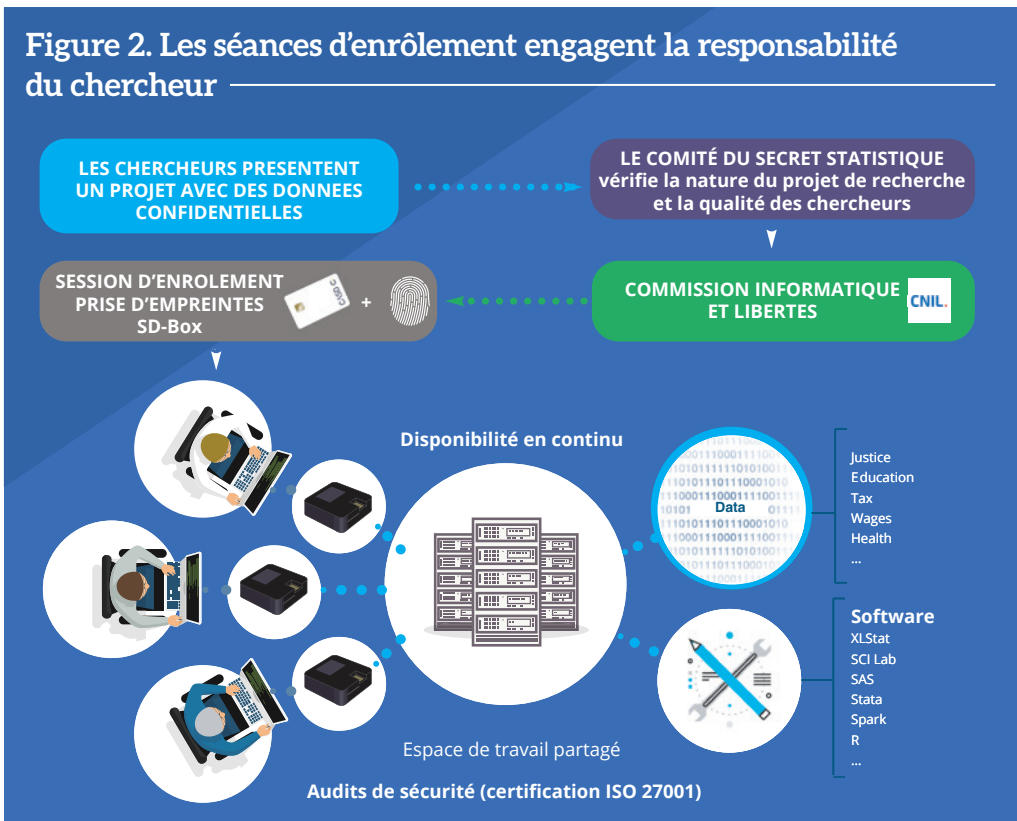 Figure 2. Les séances d'enrôlement engagent la responsabilité
du chercheur
LES CHERCHEURS PRESENTENT
UN PROJET AVEC DES DONNEES
CONFIDENTIELLES
LE COMITÉ DU SECRET STATISTIQUE
vérifie la nature du projet de recherche
et la qualité des chercheurs
SESSION D'ENROLEMENT
PRISE D'EMPREINTES
SD-Box
+
COMMISSION INFORMATIQUE
ET LIBERTES
CNIL.
Disponibilité en continu
Data
Justice
Education
Tax
Wages
Health
...
Software
XLStat
SCI Lab
SAS
Stata
Spark
R
...
Espace de travail partagé
Audits de sécurité (certification ISO 27001)